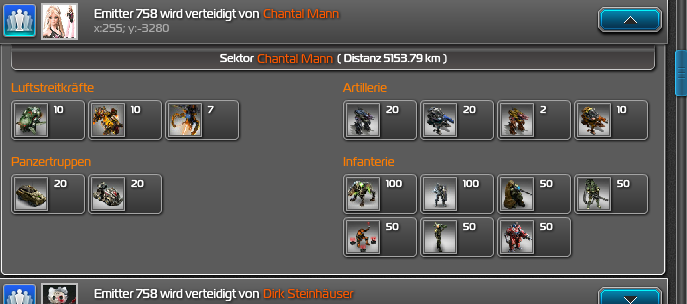 Emitter 758 wird verteidigt von Chantal Mann
x:255; y:-3280
Sektor Chantal Mann ( Distanz 5153.79 km )
Luftstreitkräfte
10 10 7
Artillerie
20 20 2 10
Panzertruppen
20 20
Infanterie
100 100 50 50
50 50 50
Emitter 758 wird verteidigt von Dirk Steinhäuser